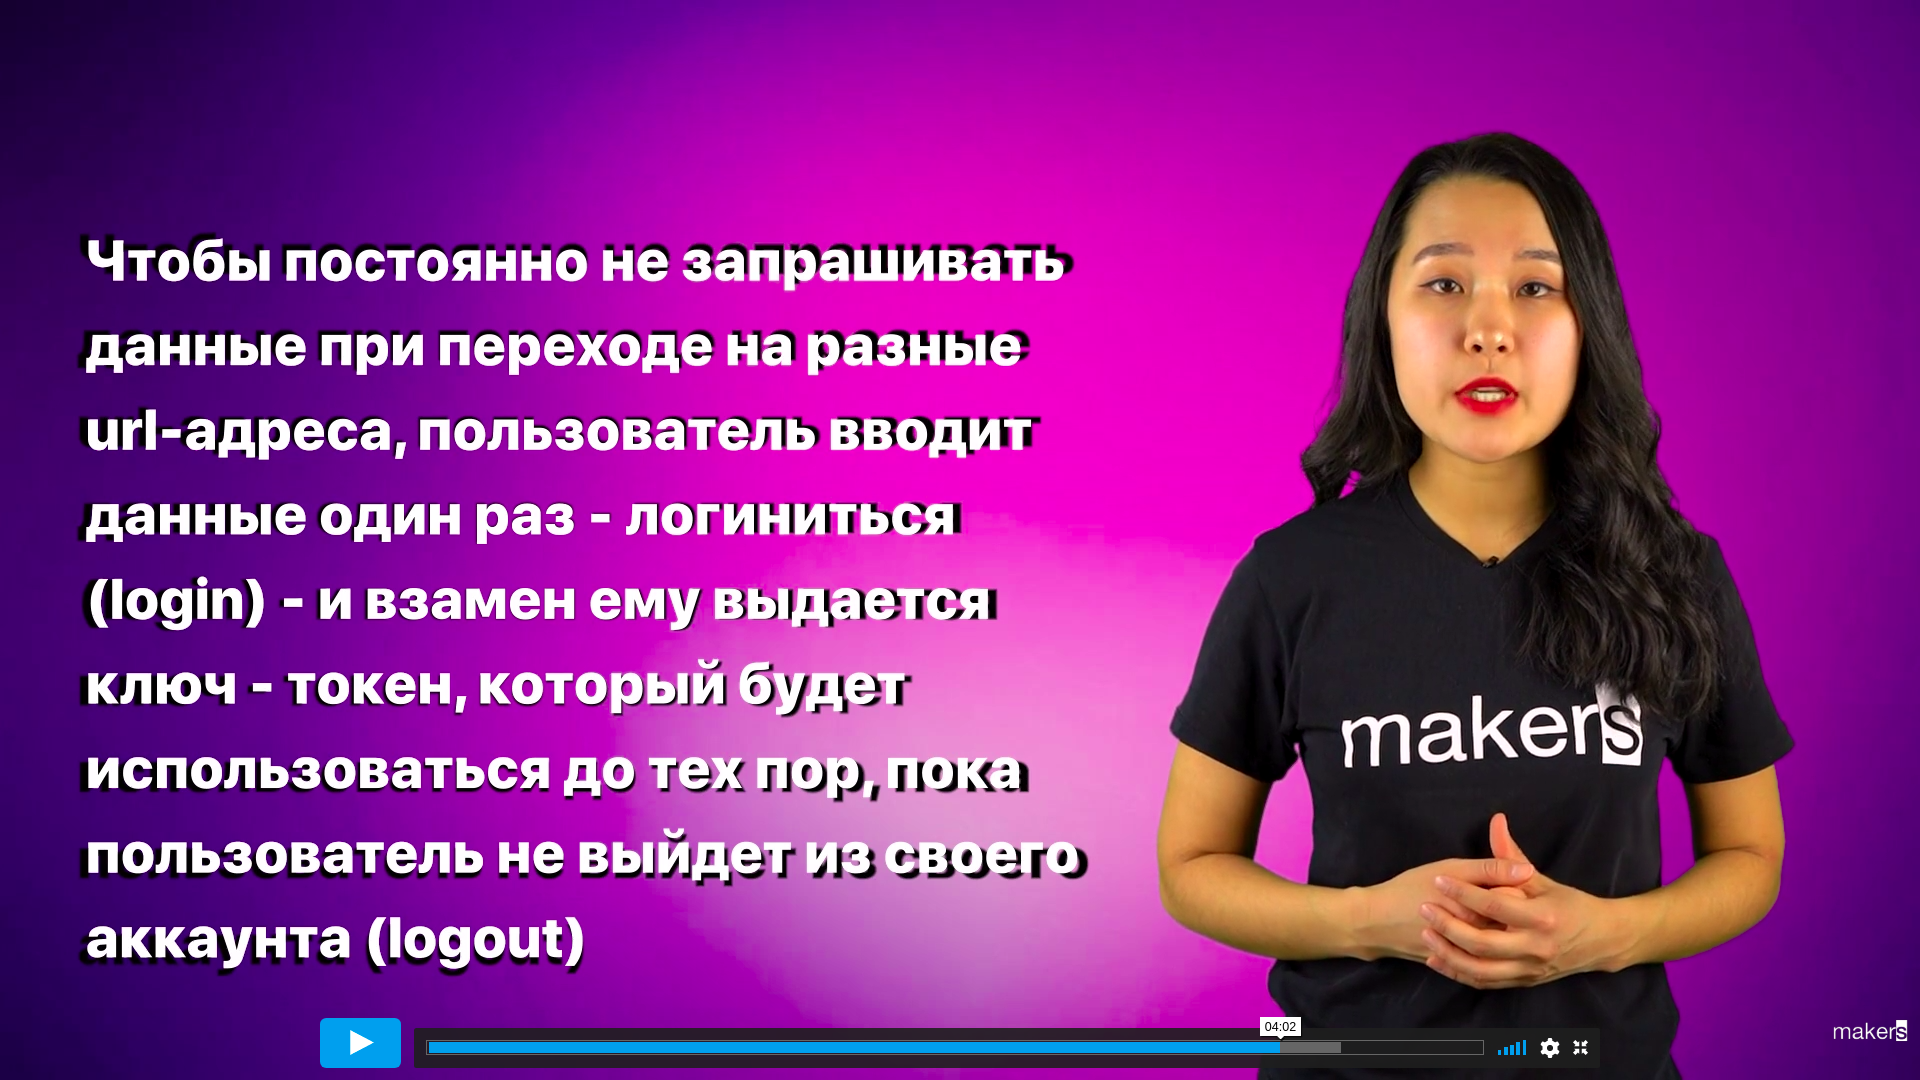 Чтобы постоянно не запрашивать
данные при переходе на разные
url-адреса, пользователь вводит
данные один раз - логиниться
(login) - и взамен ему выдается
ключ - токен, который будет
использоваться до тех пор, пока
пользователь не выйдет из своего
аккаунта (logout)
makers
04:02
makers